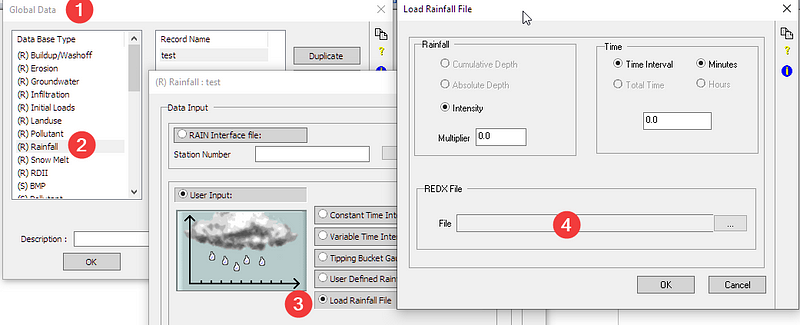 Global Data
1
Data Base Type
(R) Buildup/Washoff
(R) Erosion
(R) Groundwater
(R) Infiltration
(R) Initial Loads
(R) Landuse
(R) Pollutant
(R) Rainfall
(R) Snow Melt
(R) RDII
(S) BMP
2
Record Name
test
Duplicate
Description :
OK
(R) Rainfall : test
Data Input
RAIN Interface file:
Station Number
User Input:
Constant Time Int
Variable Time Inte
Tipping Bucket Gau
User Defined Rain
Load Rainfall File
3
Load Rainfall File
Rainfall
Cumulative Depth
Absolute Depth
Intensity
Multiplier
0.0
Time
Time Interval
Minutes
Total Time
Hours
0.0
REDX File
File
4
...
OK
Cancel